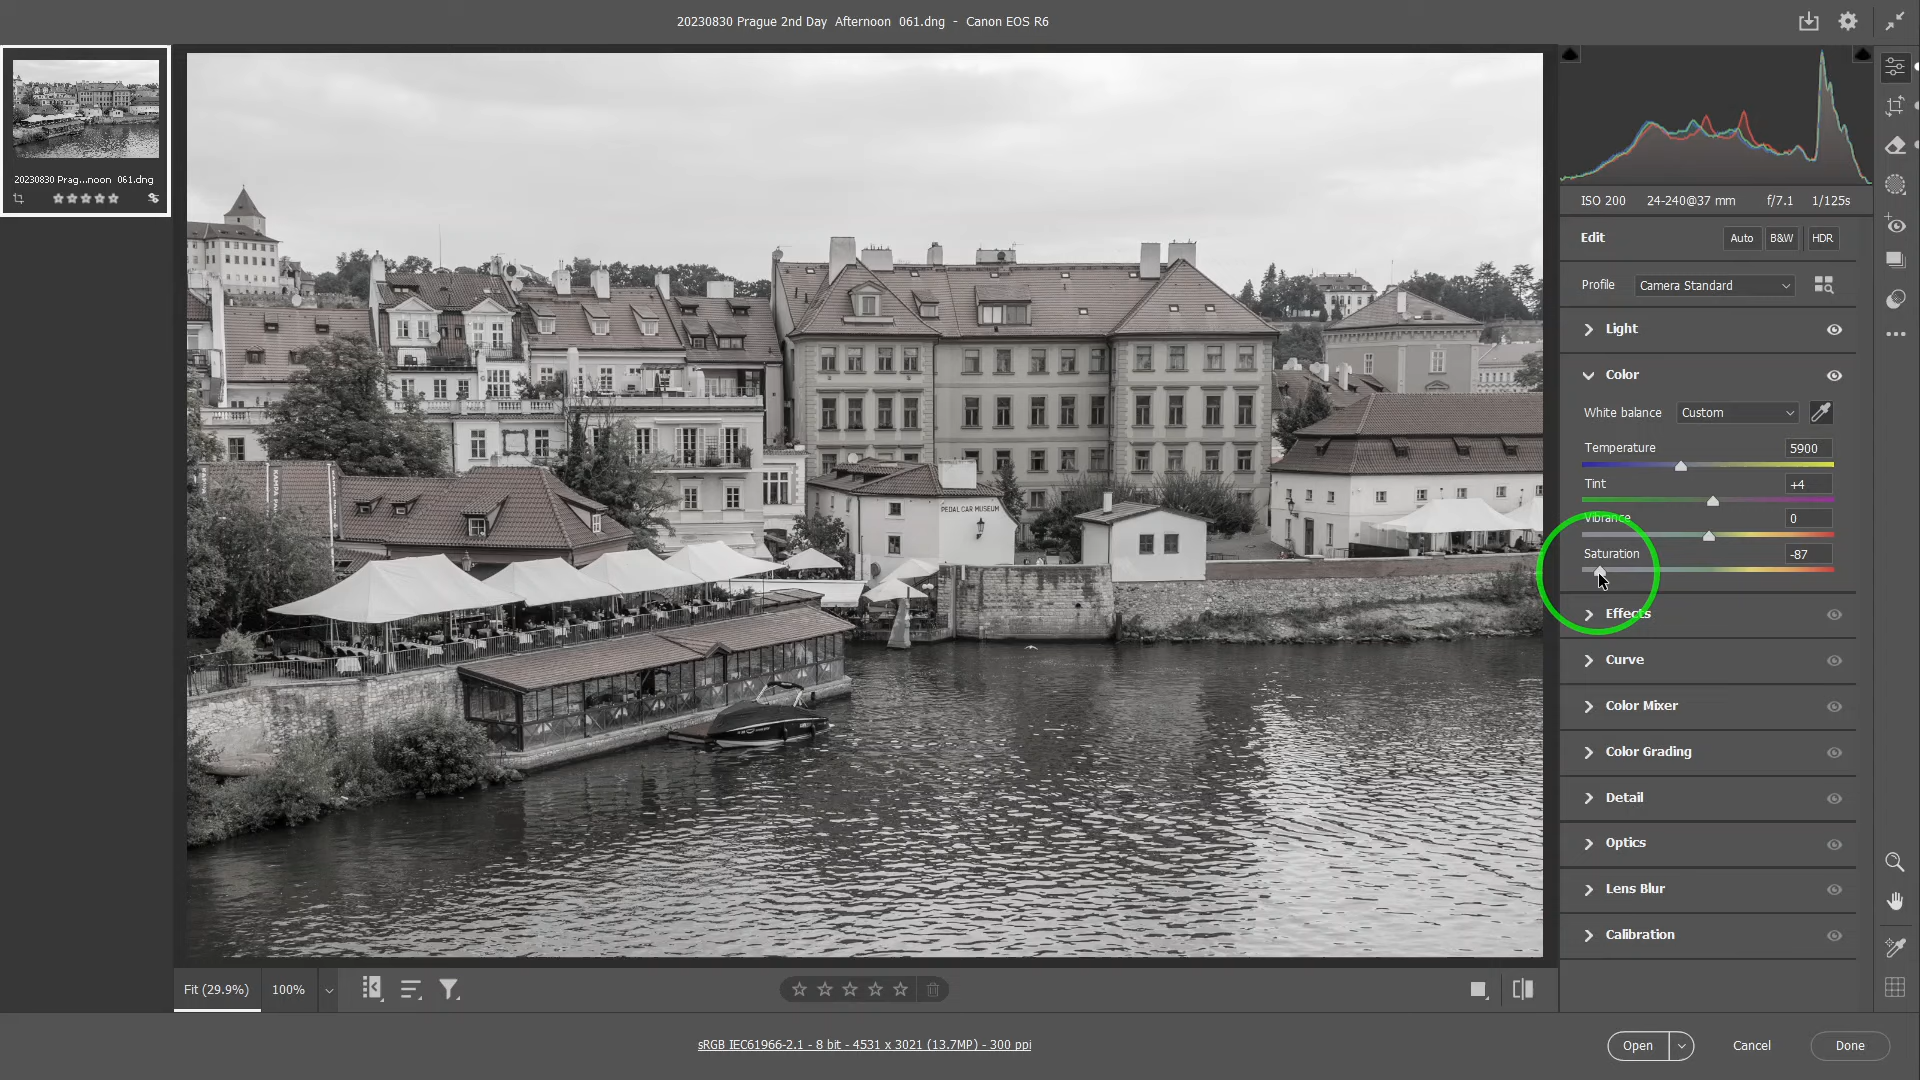 20230830 Prague 2nd Day  Afternoon  061.dng  -  Canon EOS R6
20230830 Prag...noon  061.dng
ISO 200 24-240@37 mm f/7.1 1/125s
Edit Auto B&W HDR
Profile Camera Standard
Light
Color
White balance Custom
Temperature 5900
Tint +4
Vibrance 0
Saturation -87
Effects
Curve
Color Mixer
Color Grading
Detail
Optics
Lens Blur
Calibration
PEDAL CAR MUSEUM
Fit (29.9%) 100%
sRGB IEC61966-2.1 - 8 bit - 4531 x 3021 (13.7MP) - 300 ppi
Open Cancel Done